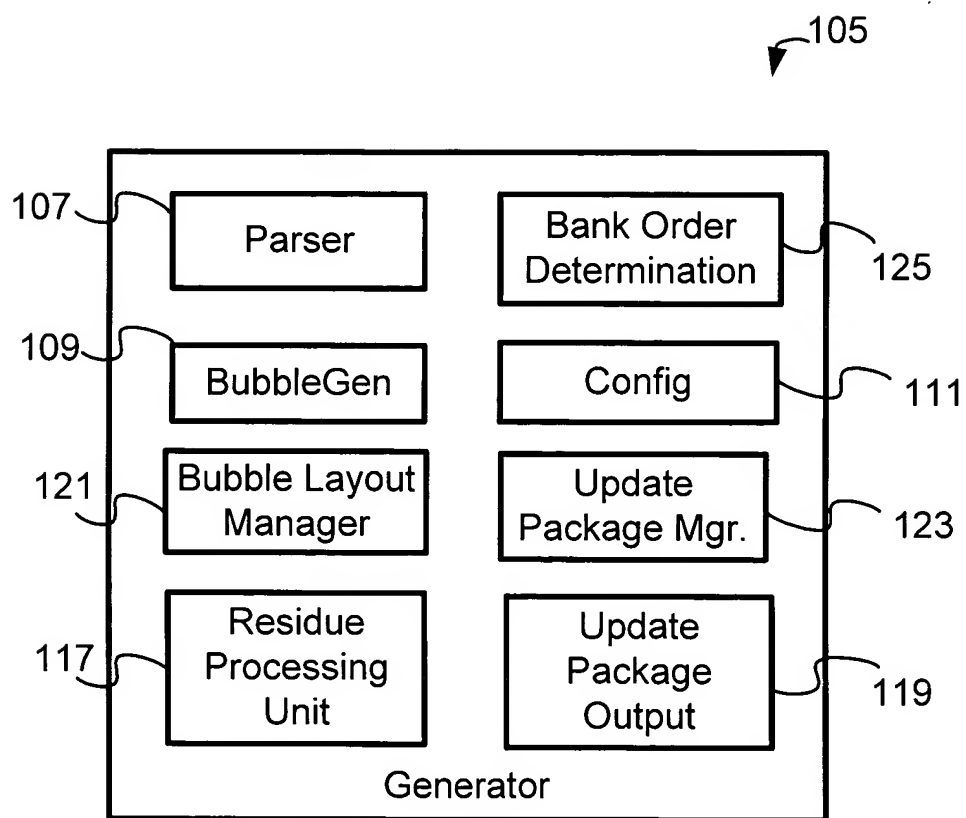 105
107
Parser
Bank Order
Determination
125
109
BubbleGen
Config
111
121
Bubble Layout
Manager
Update
Package Mgr.
123
117
Residue
Processing
Unit
Update
Package
Output
119
Generator